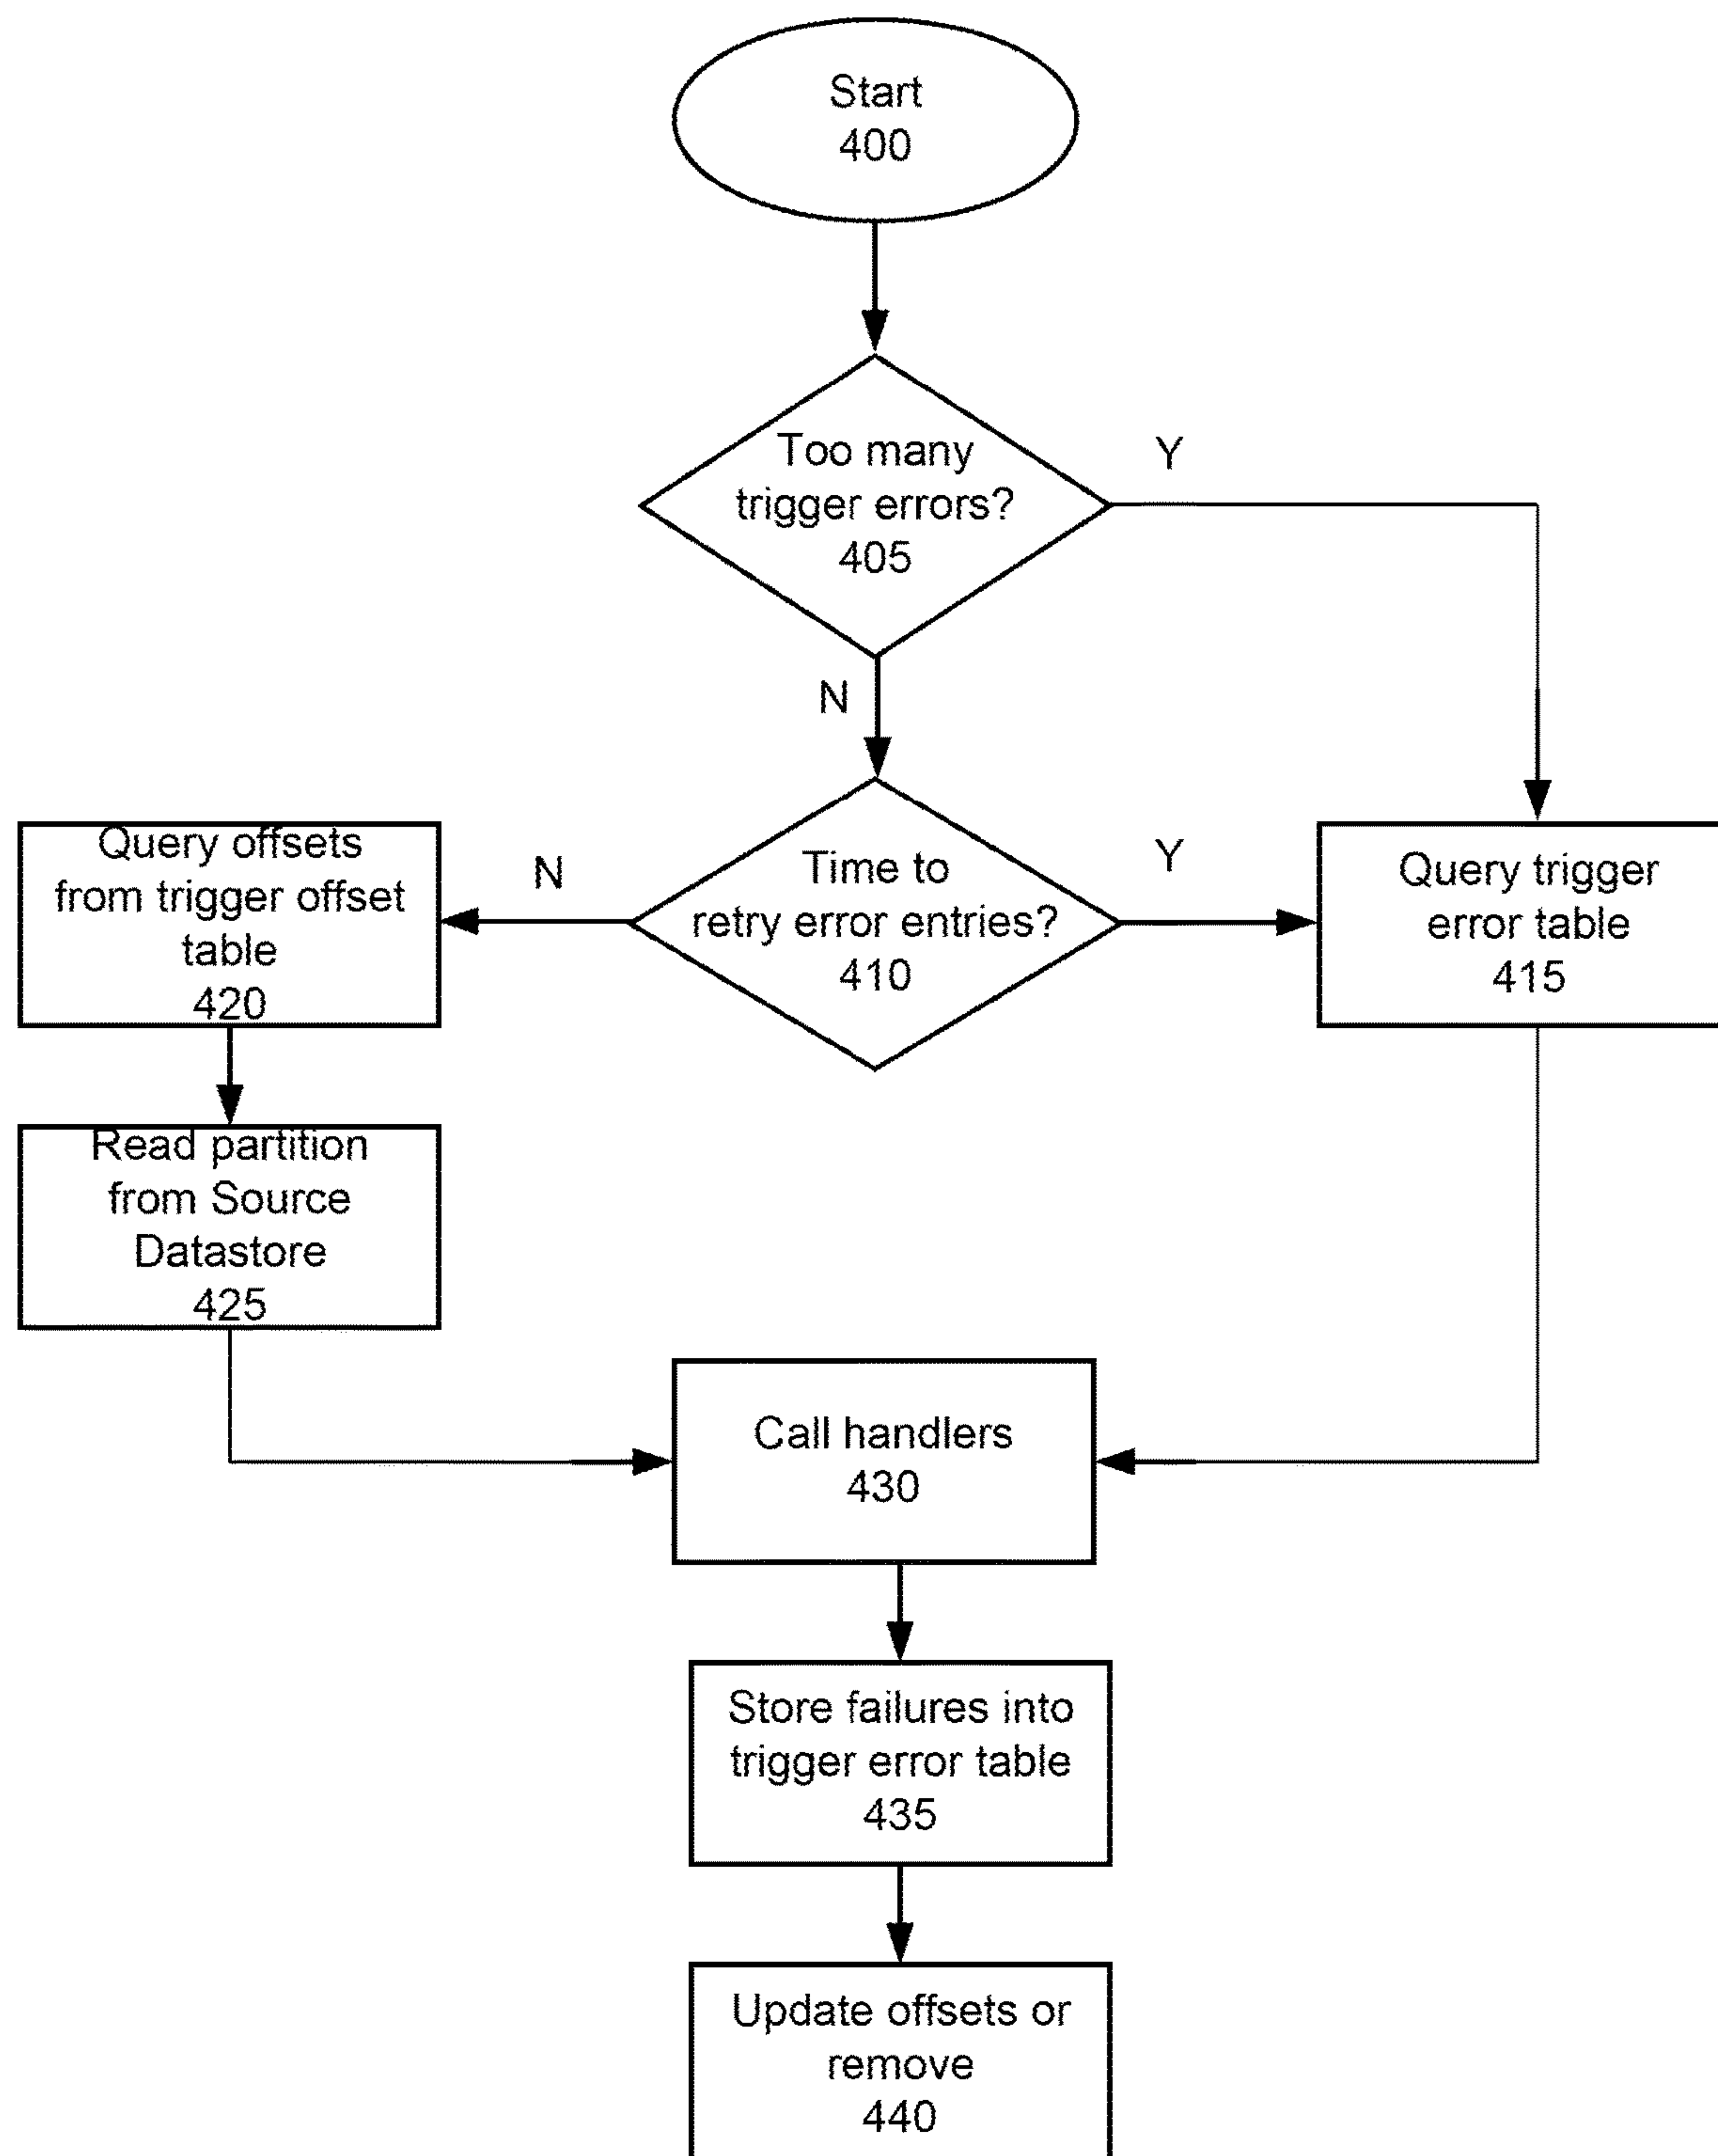 Start
400
Too many
trigger errors?
405
Y
N
Query offsets
from trigger offset
table
420
N
Time to
retry error entries?
410
Y
Query trigger
error table
415
Read partition
from Source
Datastore
425
Call handlers
430
Store failures into
trigger error table
435
Update offsets or
remove
440